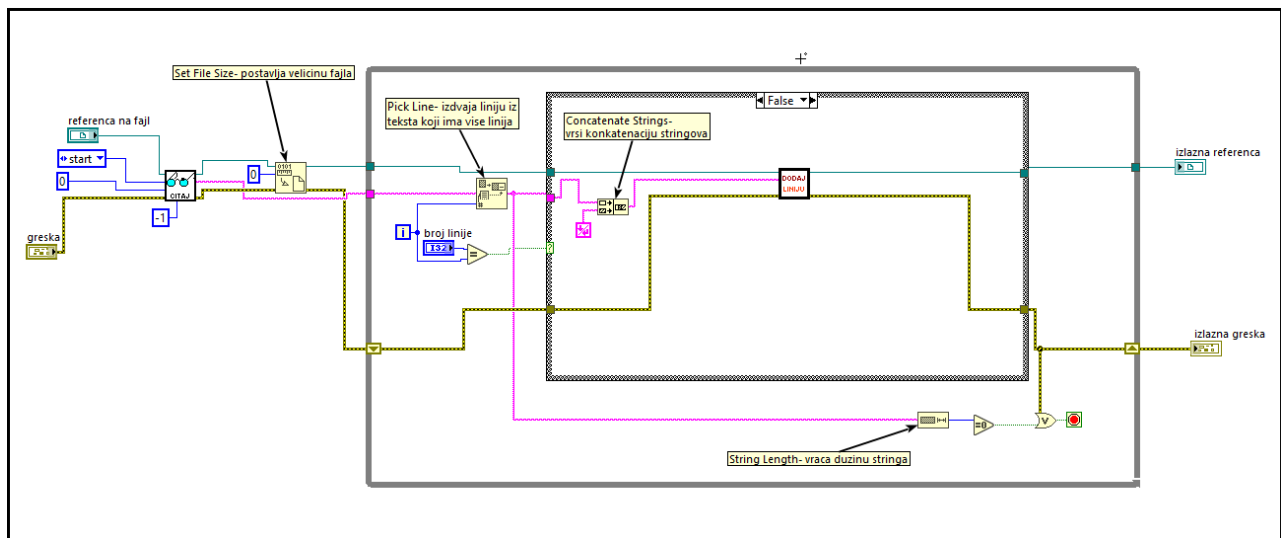 Set File Size- postavlja velicinu fajla
False
Pick Line- izdvaja liniju iz
teksta koji ima vise linija
Concatenate Strings-
vrsi konkatenaciju stringova
referenca na fajl
start
0
0
0101
CITAJ
-1
greska
#
i
broj linije
I32
=
?
DODAJ
LINIJU
izlazna referenca
izlazna greska
=0
V
String Length- vraca duzinu stringa